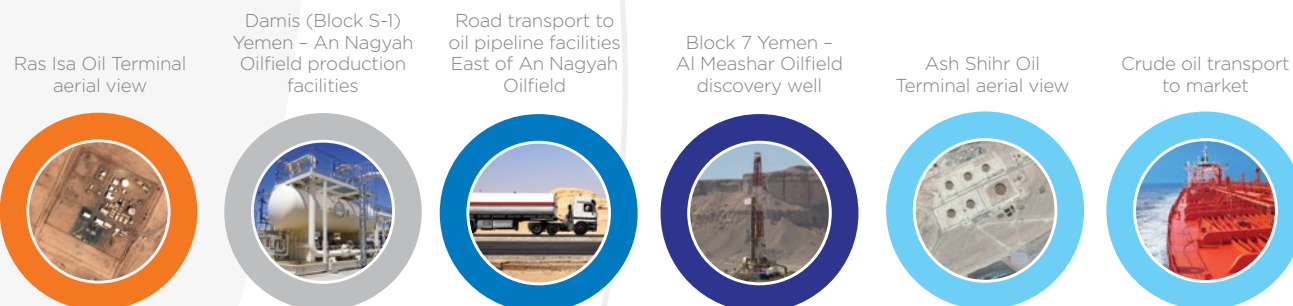 Ras Isa Oil Terminal
aerial view
Damis (Block S-1)
Yemen – An Nagyah
Oilfield production
facilities
Road transport to
oil pipeline facilities
East of An Nagyah
Oilfield
Block 7 Yemen –
Al Meashar Oilfield
discovery well
Ash Shihr Oil
Terminal aerial view
Crude oil transport
to market